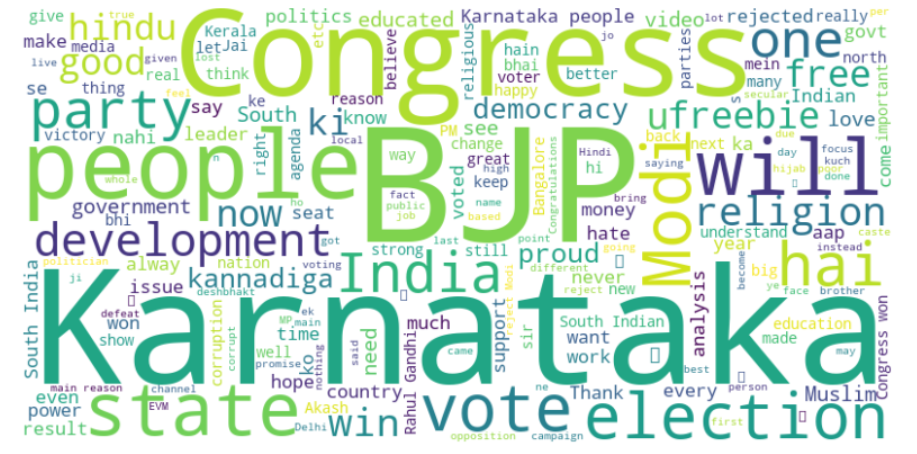 give
hindu
make
media
good
live
se
thing
party
victory
nahi
say
leader
ki
people
government
now
bhi
development
issue
alway
nation
kannadiga
politician
ji
deshbhakt
South India
defeat
won
show
corruption
corrupt
MP
main
ek
time
well
promise
ko
nothing
said
hope
need
main reason
channel
even
EVM
power
result
state
Akash
Delhi
win
country
Rahul Gandhi
Karnataka
Congress
politics
etc
Kerala
let
Jai
lost
real
given
think
true
feel
ke
South
reason
know
educated
believe
voter
bhai
hain
religious
Karnataka people
happy
democracy
video
better
parties
mein
jo
lot
rejected
really
per
many
s
secular
Indian
north
govt
one
free
ufreebie
love
important
come
BJP
right
agenda
local
n
whole
ho
seat
got
strong
India
voting
way
fact
public
job
last
still
see
change
great
keep
voted
PM
high
name
based
point
Bangalore
Congratulations
Hindi
hi
money
bring
hate
proud
going
different
reject
never
new
Modi
back
saying
next
ka
day
due
hijab
poor
focus
kuch
done
will
religion
understand
aap
caste
year
instead
big
become
ye
face
brother
hai
analysis
much
support
came
sir
reject Modi
South Indian
want
work
ne
best
person
education
made
may
Congress won
Muslim
every
Thank
vote
opposition
campaign
election
first